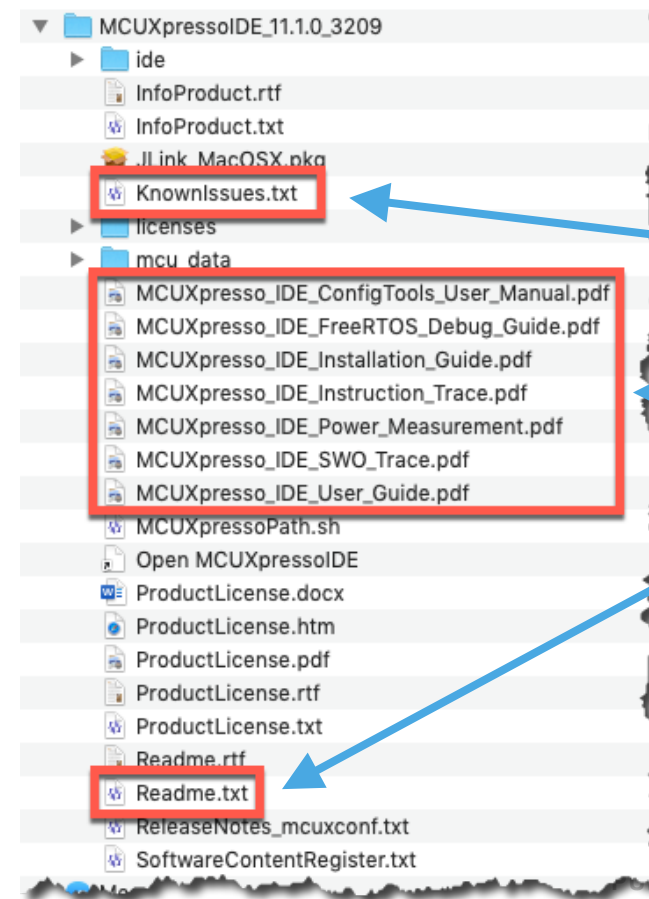 MCUXpressoIDE_11.1.0_3209
ide
InfoProduct.rtf
InfoProduct.txt
JLink_MacOSX.pkg
KnownIssues.txt
licenses
mcu_data
MCUXpresso_IDE_ConfigTools_User_Manual.pdf
MCUXpresso_IDE_FreeRTOS_Debug_Guide.pdf
MCUXpresso_IDE_Installation_Guide.pdf
MCUXpresso_IDE_Instruction_Trace.pdf
MCUXpresso_IDE_Power_Measurement.pdf
MCUXpresso_IDE_SWO_Trace.pdf
MCUXpresso_IDE_User_Guide.pdf
MCUXpressoPath.sh
Open MCUXpressoIDE
ProductLicense.docx
ProductLicense.htm
ProductLicense.pdf
ProductLicense.rtf
ProductLicense.txt
Readme.rtf
Readme.txt
ReleaseNotes_mcuxconf.txt
SoftwareContentRegister.txt